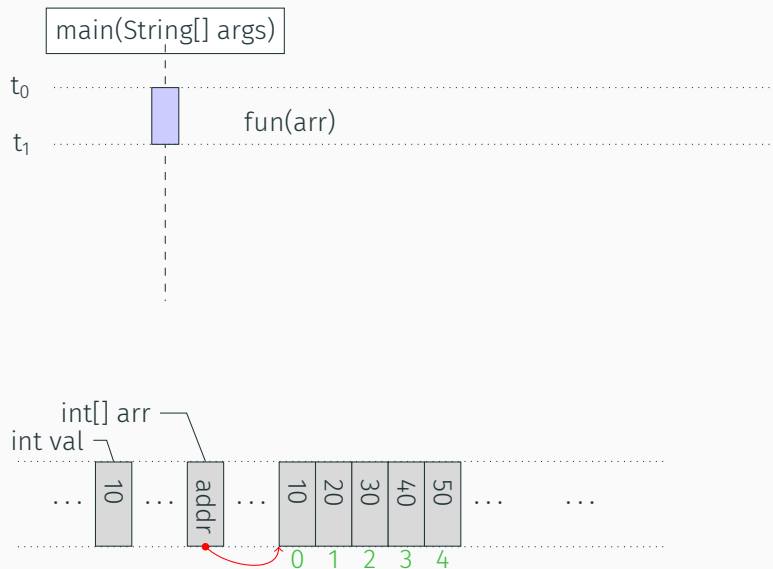 main(String[] args)
t0
fun(arr)
t1
int[] arr
int val
... 10 ... addr ... 10 20 30 40 50 ... ...
0 1 2 3 4